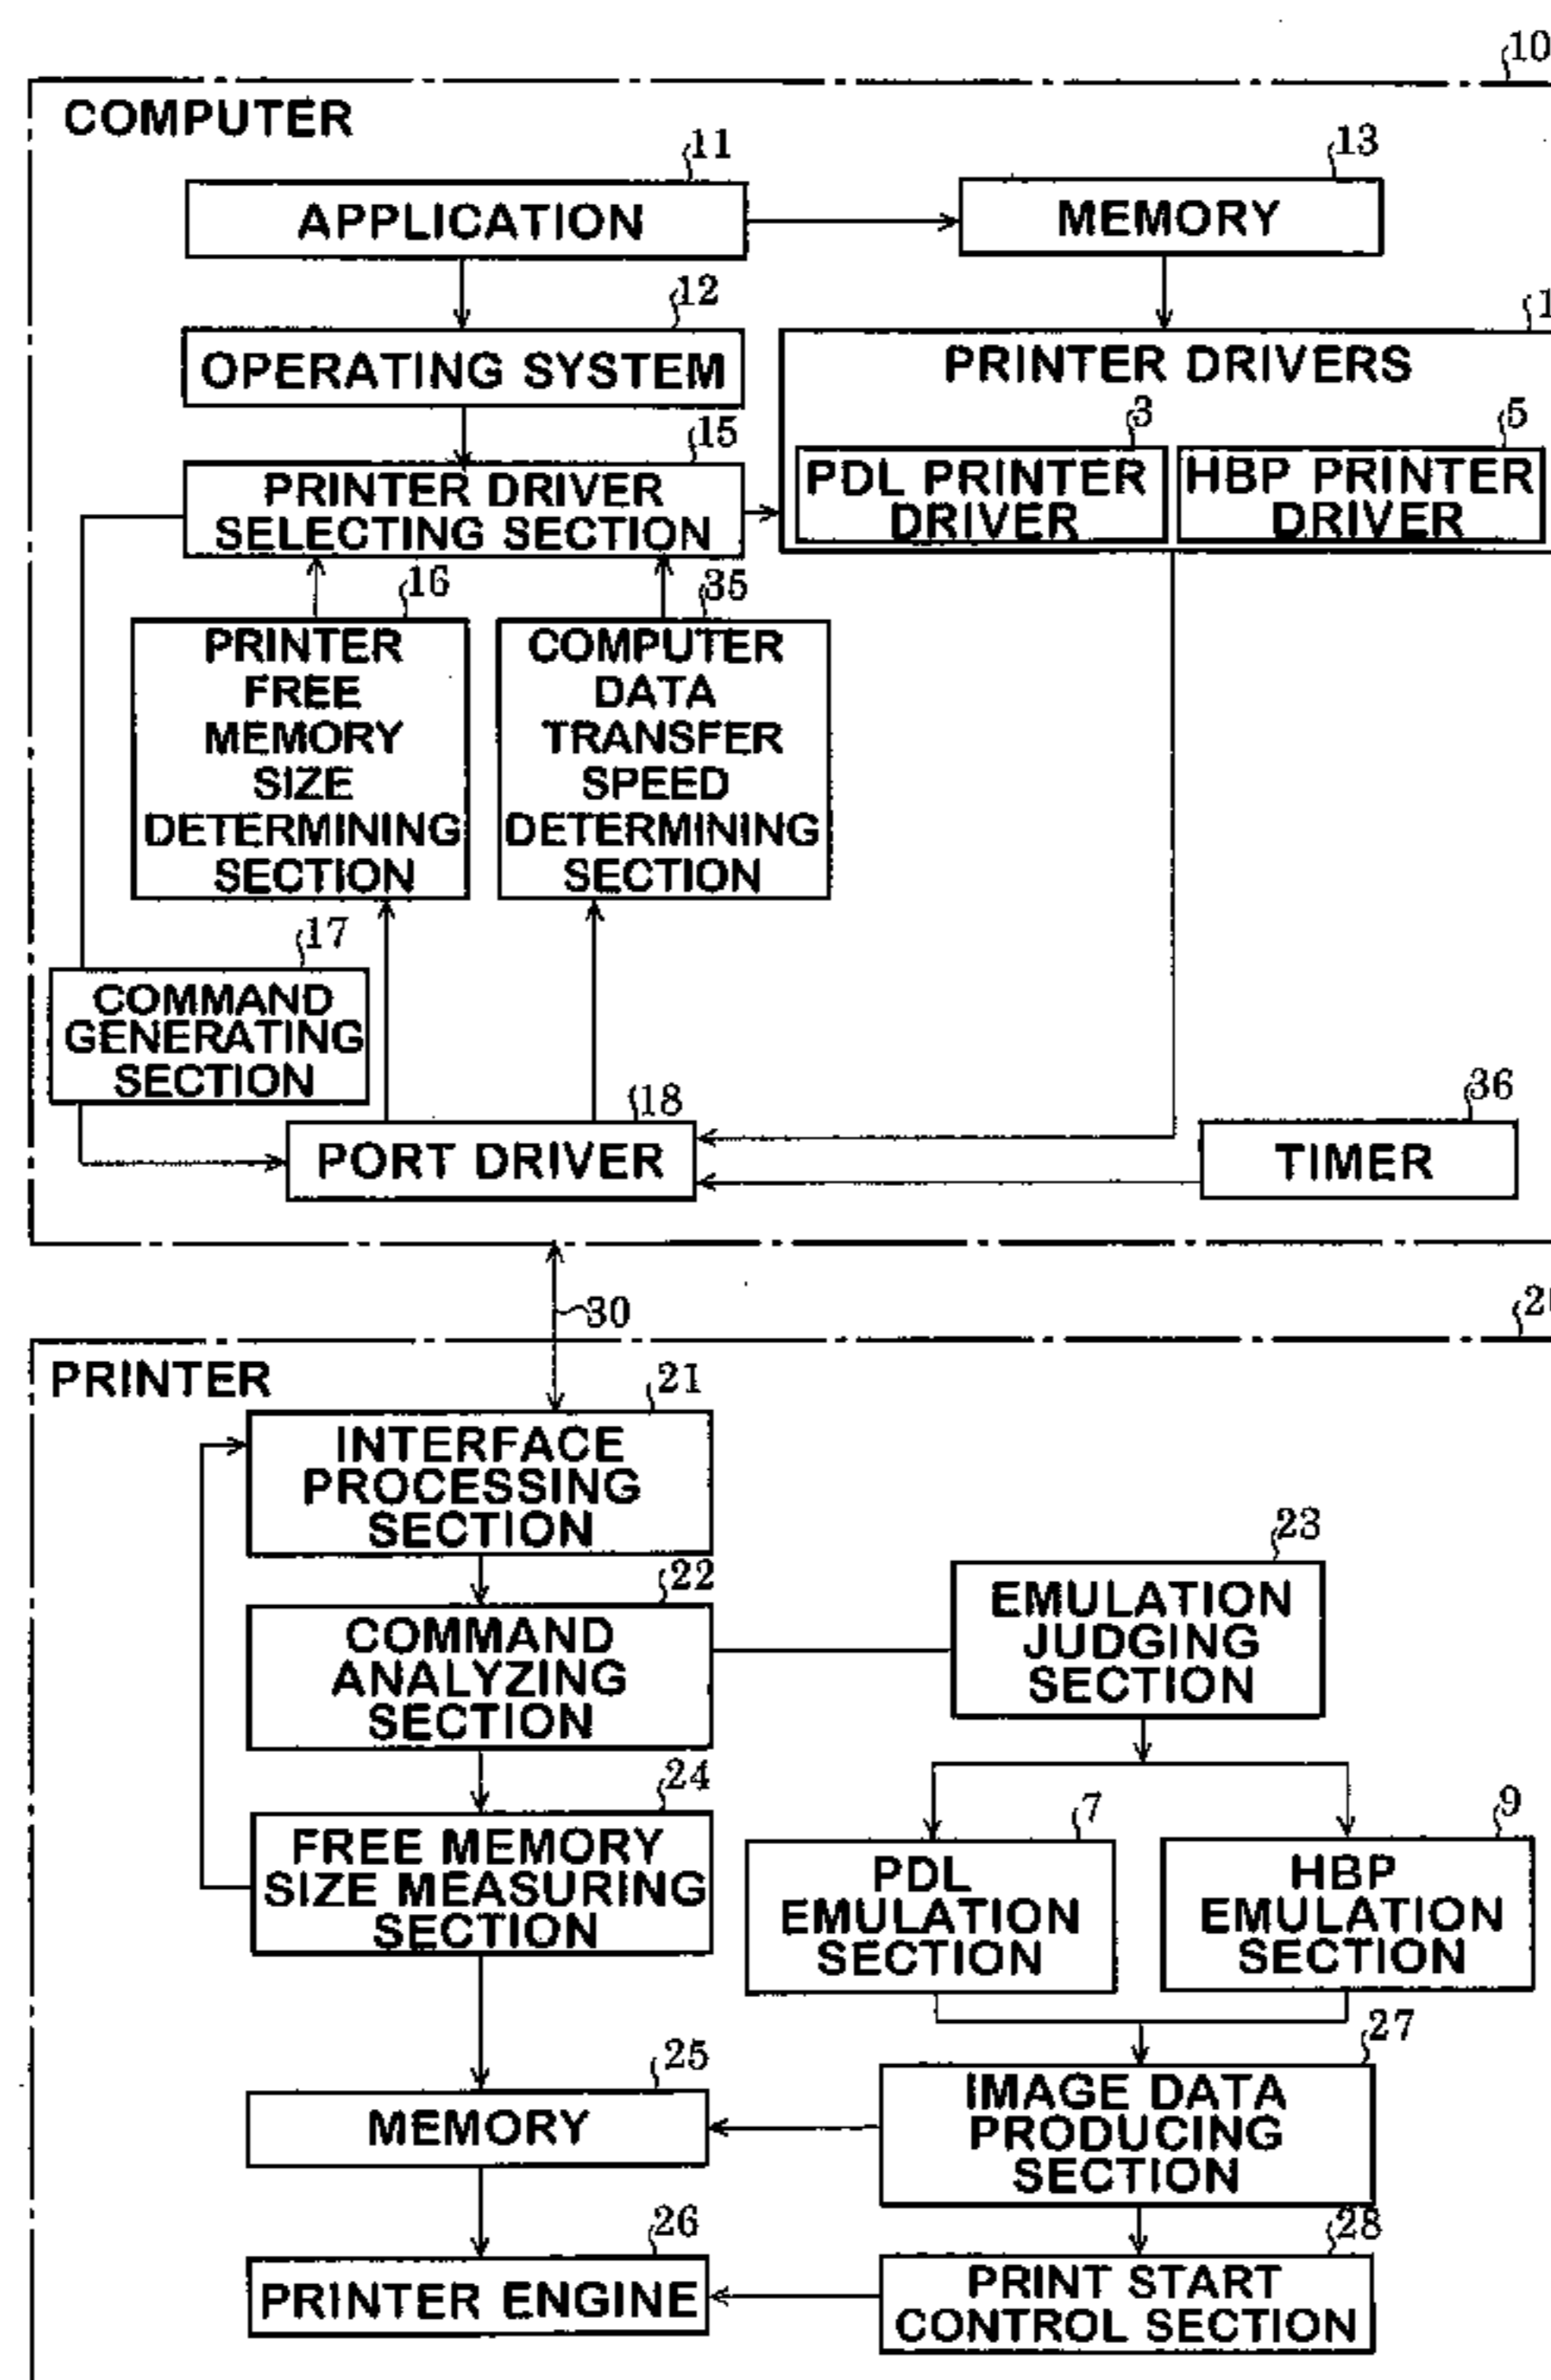 10
COMPUTER
11
13
APPLICATION
MEMORY
12
1
OPERATING SYSTEM
PRINTER DRIVERS
15
3
5
PRINTER DRIVER
SELECTING SECTION
PDL PRINTER
DRIVER
HBP PRINTER
DRIVER
16
35
PRINTER
FREE
MEMORY
SIZE
DETERMINING
SECTION
COMPUTER
DATA
TRANSFER
SPEED
DETERMINING
SECTION
17
COMMAND
GENERATING
SECTION
18
36
PORT DRIVER
TIMER
30
2
PRINTER
21
INTERFACE
PROCESSING
SECTION
23
22
EMULATION
JUDGING
SECTION
COMMAND
ANALYZING
SECTION
24
7
9
FREE MEMORY
SIZE MEASURING
SECTION
PDL
EMULATION
SECTION
HBP
EMULATION
SECTION
27
25
MEMORY
IMAGE DATA
PRODUCING
SECTION
26
28
PRINTER ENGINE
PRINT START
CONTROL SECTION